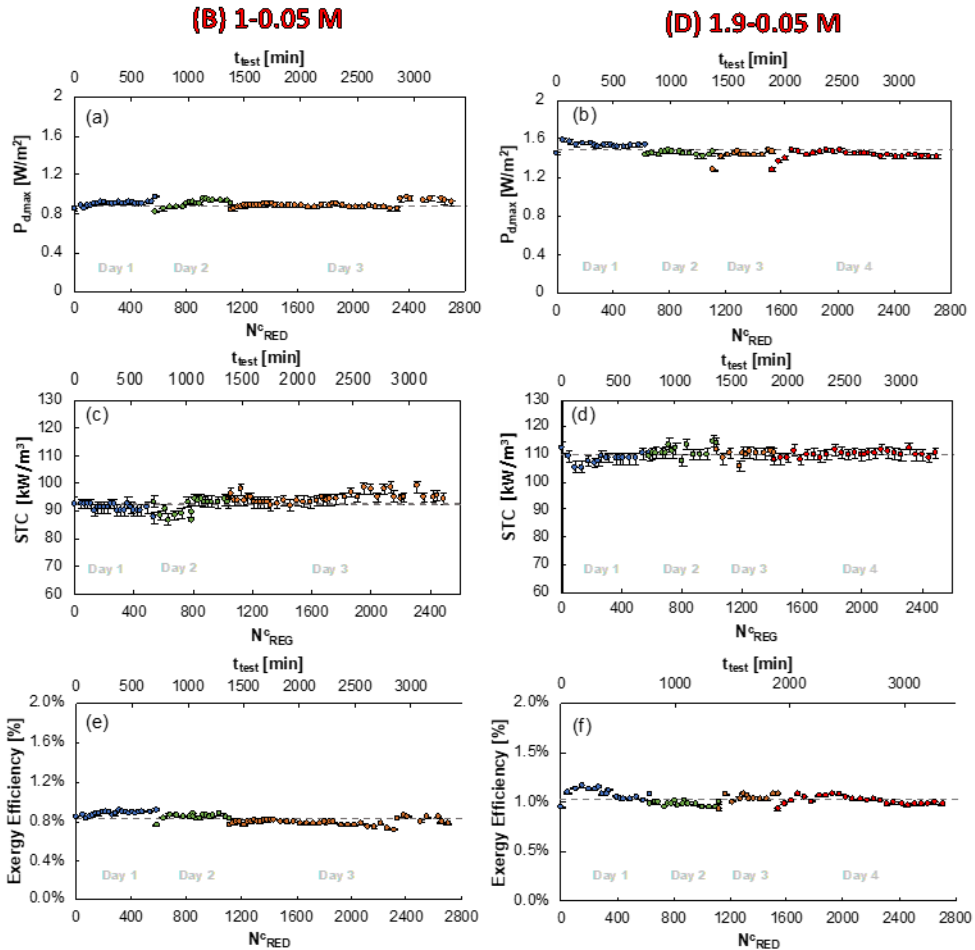 (B) 1-0.05 M
(D) 1.9-0.05 M
t_test [min]
0 500 1000 1500 2000 2500 3000
2
1.6
1.2
0.8
0.4
0
P_d,max [W/m²]
(a)
Day 1 Day 2 Day 3
0 400 800 1200 1600 2000 2400 2800
N^c_RED
t_test [min]
0 500 1000 1500 2000 2500 3000
2
1.6
1.2
0.8
0.4
0
P_d,max [W/m²]
(b)
Day 1 Day 2 Day 3 Day 4
0 400 800 1200 1600 2000 2400 2800
N^c_RED
t_test [min]
0 500 1000 1500 2000 2500 3000
130
120
110
100
90
80
70
60
STC [kW/m³]
(c)
Day 1 Day 2 Day 3
0 400 800 1200 1600 2000 2400
N^c_REG
t_test [min]
0 500 1000 1500 2000 2500 3000
130
120
110
100
90
80
70
60
STC [kW/m³]
(d)
Day 1 Day 2 Day 3 Day 4
0 400 800 1200 1600 2000 2400
N^c_REG
t_test [min]
0 500 1000 1500 2000 2500 3000
2.0%
1.6%
1.2%
0.8%
0.4%
0.0%
Exergy Efficiency [%]
(e)
Day 1 Day 2 Day 3
0 400 800 1200 1600 2000 2400 2800
N^c_RED
t_test [min]
0 1000 2000 3000
2.0%
1.5%
1.0%
0.5%
0.0%
Exergy Efficiency [%]
(f)
Day 1 Day 2 Day 3 Day 4
0 400 800 1200 1600 2000 2400 2800
N^c_RED